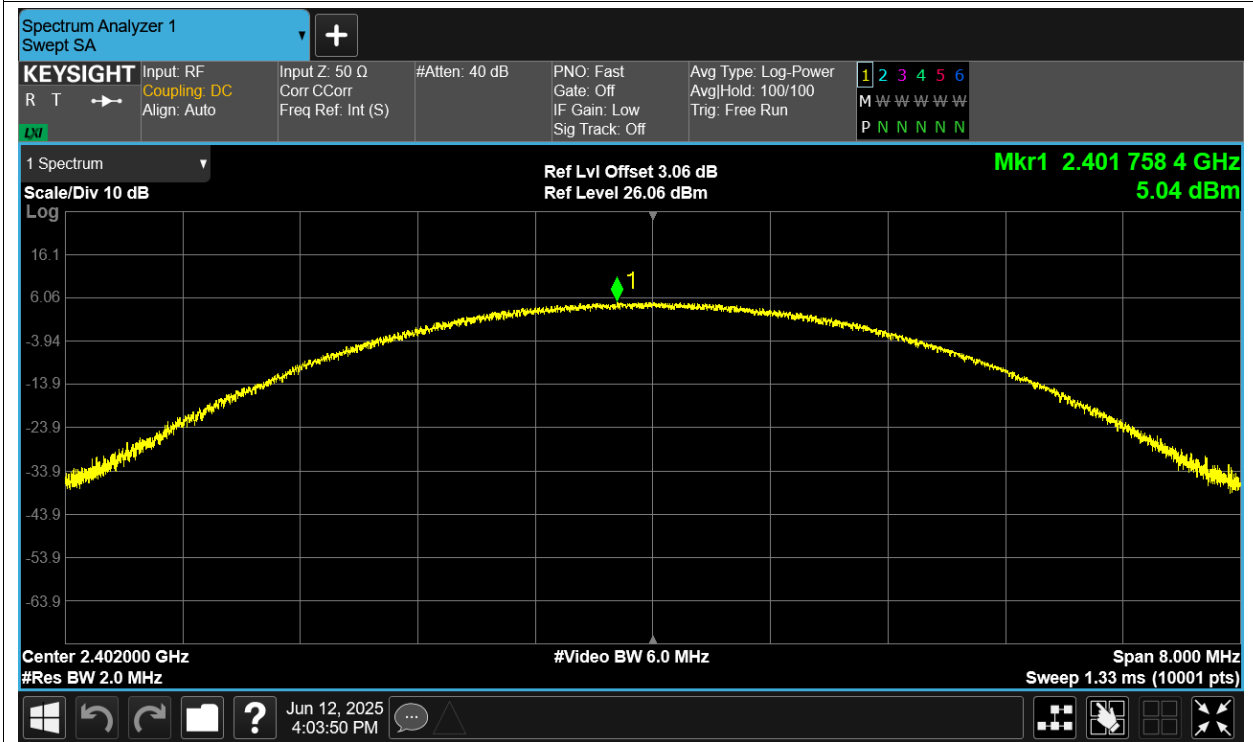 Spectrum Analyzer 1
Swept SA
KEYSIGHT
R T
LXI
Input: RF
Coupling: DC
Align: Auto
Input Z: 50 Ω
Corr CCorr
Freq Ref: Int (S)
#Atten: 40 dB
PNO: Fast
Gate: Off
IF Gain: Low
Sig Track: Off
Avg Type: Log-Power
Avg|Hold: 100/100
Trig: Free Run
1 2 3 4 5 6
M W W W W W
P N N N N N
1 Spectrum
Scale/Div 10 dB
Log
Ref Lvl Offset 3.06 dB
Ref Level 26.06 dBm
Mkr1 2.401 758 4 GHz
5.04 dBm
1
16.1
6.06
-3.94
-13.9
-23.9
-33.9
-43.9
-53.9
-63.9
Center 2.402000 GHz
#Res BW 2.0 MHz
#Video BW 6.0 MHz
Span 8.000 MHz
Sweep 1.33 ms (10001 pts)
?
Jun 12, 2025
4:03:50 PM